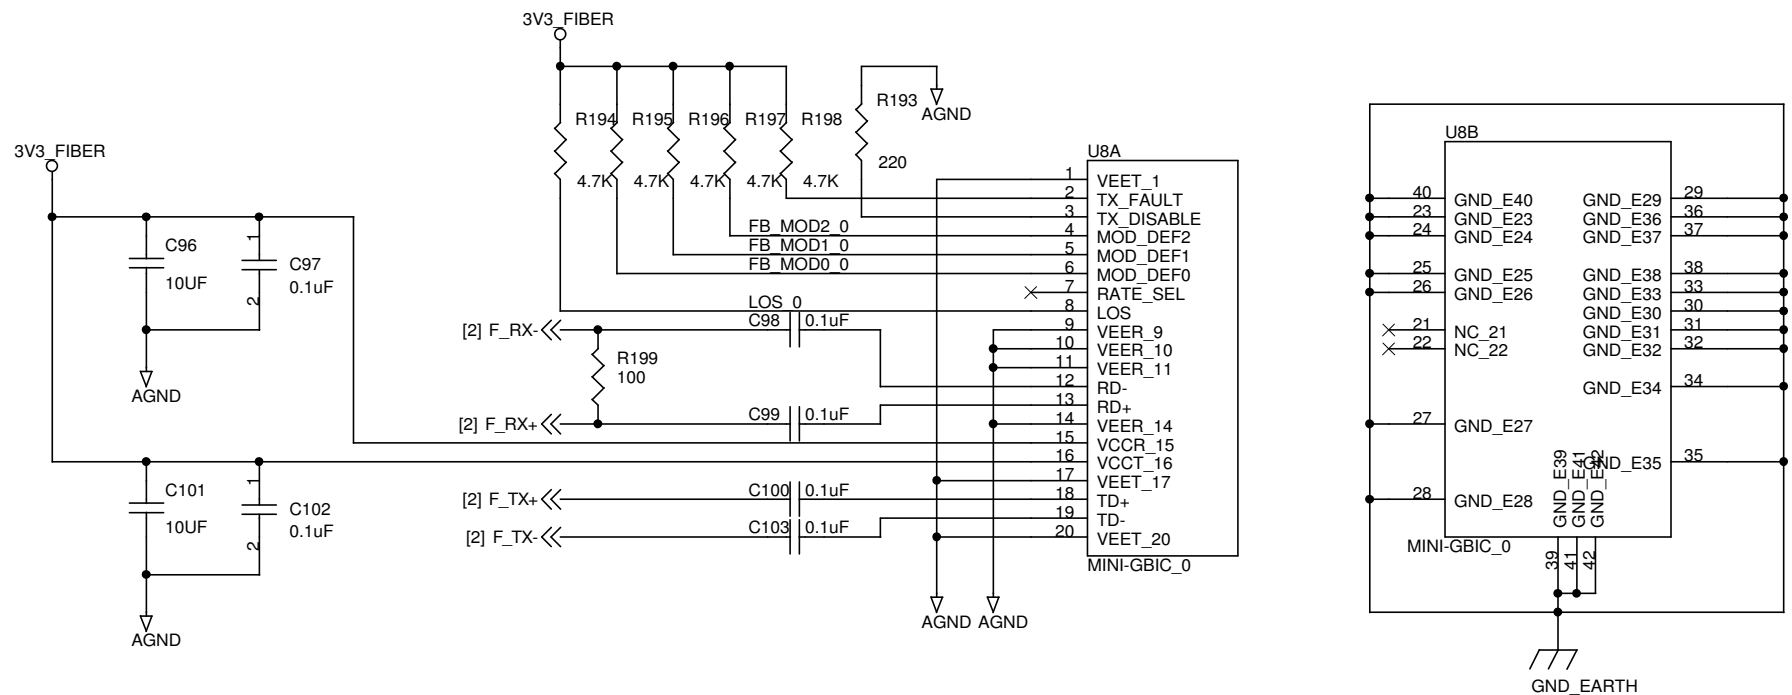 3V3_FIBER
R194
R195
R196
R197
R198
R193
AGND
4.7K
4.7K
4.7K
4.7K
4.7K
220
3V3_FIBER
C96
10UF
1
C97
0.1uF
2
AGND
C101
10UF
1
C102
0.1uF
2
AGND
FB_MOD2_0
FB_MOD1_0
FB_MOD0_0
LOS_0
[2] F_RX-
C98 0.1uF
R199
100
[2] F_RX+
C99 0.1uF
[2] F_TX+
C100 0.1uF
[2] F_TX-
C103 0.1uF
AGND AGND
U8A
1 VEET_1
2 TX_FAULT
3 TX_DISABLE
4 MOD_DEF2
5 MOD_DEF1
6 MOD_DEF0
7 RATE_SEL
8 LOS
9 VEER_9
10 VEER_10
11 VEER_11
12 RD-
13 RD+
14 VEER_14
15 VCCR_15
16 VCCT_16
17 VEET_17
18 TD+
19 TD-
20 VEET_20
MINI-GBIC_0
U8B
40 GND_E40 GND_E29 29
23 GND_E23 GND_E36 36
24 GND_E24 GND_E37 37
25 GND_E25 GND_E38 38
26 GND_E26 GND_E33 33
GND_E30 30
21 NC_21 GND_E31 31
22 NC_22 GND_E32 32
GND_E34 34
27 GND_E27
GND_E35 35
28 GND_E28
GND_E39
GND_E41
GND_E42
MINI-GBIC_0
39
41
42
GND_EARTH